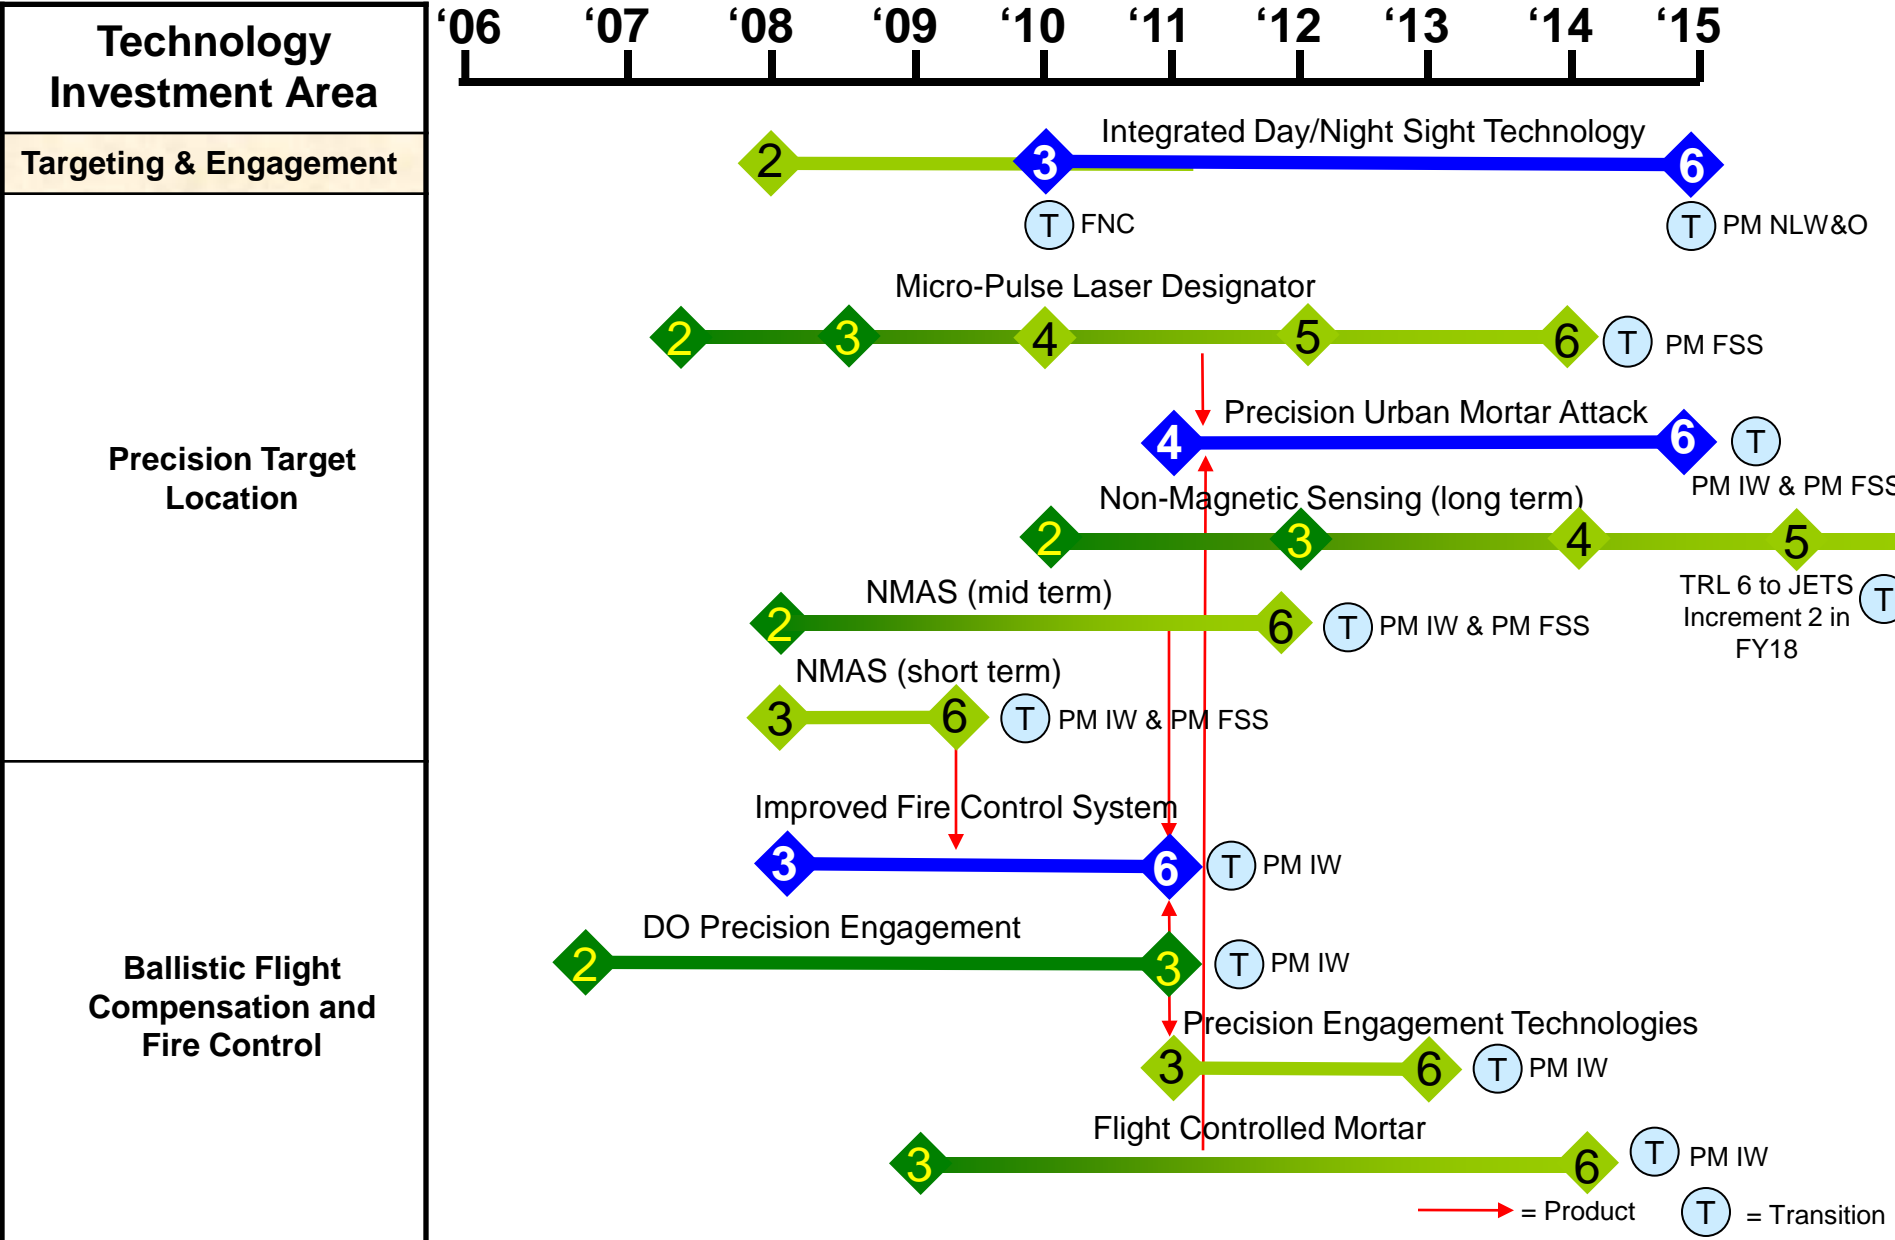 Technology
Investment Area
‘06 ‘07 ‘08 ‘09 ‘10 ‘11 ‘12 ‘13 ‘14 ‘15
Targeting & Engagement
Integrated Day/Night Sight Technology
2 3 6
T FNC
T PM NLW&O
Precision Target
Location
Micro-Pulse Laser Designator
2 3 4 5 6 T PM FSS
Precision Urban Mortar Attack
4 6 T
PM IW & PM FSS
Non-Magnetic Sensing (long term)
2 3 4 5
TRL 6 to JETS
Increment 2 in
FY18
T
NMAS (mid term)
2 6 T PM IW & PM FSS
NMAS (short term)
3 6 T PM IW & PM FSS
Ballistic Flight
Compensation and
Fire Control
Improved Fire Control System
3 6 T PM IW
DO Precision Engagement
2 3 T PM IW
Precision Engagement Technologies
3 6 T PM IW
Flight Controlled Mortar
3 6 T PM IW
= Product T = Transition